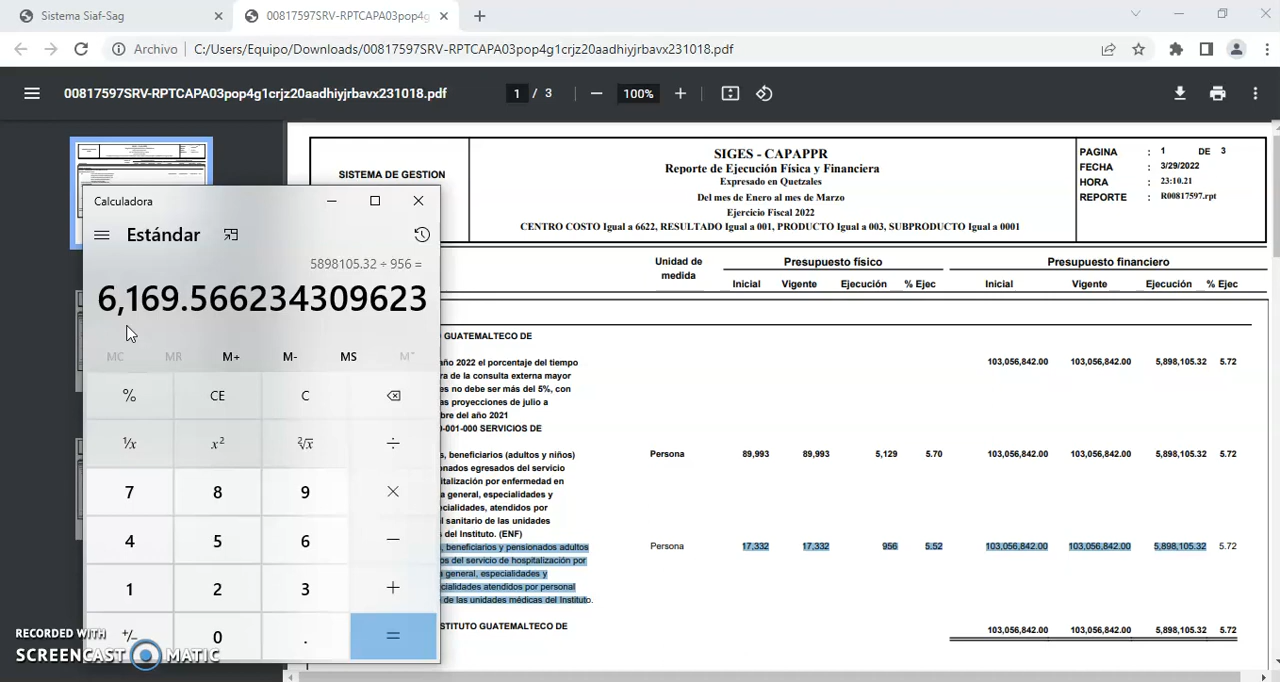 Sistema Siaf-Sag
00817597SRV-RPTCAPA03pop4g
Archivo C:/Users/Equipo/Downloads/00817597SRV-RPTCAPA03pop4g1crjz20aadhiyjrbavx231018.pdf
00817597SRV-RPTCAPA03pop4g1crjz20aadhiyjrbavx231018.pdf
1 / 3
100%
SISTEMA DE GESTION
SIGES - CAPAPPR
Reporte de Ejecución Física y Financiera
Expresado en Quetzales
Del mes de Enero al mes de Marzo
Ejercicio Fiscal 2022
CENTRO COSTO Igual a 6622, RESULTADO Igual a 001, PRODUCTO Igual a 003, SUBPRODUCTO Igual a 0001
PAGINA : 1 DE 3
FECHA : 3/29/2022
HORA : 23:10.21
REPORTE : R00817597.rpt
Calculadora
Estándar
5898105.32 ÷ 956 =
6,169.566234309623
MC MR M+ M- MS M˅
% CE C
¹/x x² ²√x ÷
7 8 9 ×
4 5 6 −
1 2 3 +
+/- 0 . =
Unidad de medida
Presupuesto físico
Presupuesto financiero
Inicial Vigente Ejecución % Ejec Inicial Vigente Ejecución % Ejec
GUATEMALTECO DE
año 2022 el porcentaje del tiempo 103,056,842.00 103,056,842.00 5,898,105.32 5.72
ra de la consulta externa mayor
es no debe ser más del 5%, con
as proyecciones de julio a
bre del año 2021
0-001-000 SERVICIOS DE
s, beneficiarios (adultos y niños) Persona 89,993 89,993 5,129 5.70 103,056,842.00 103,056,842.00 5,898,105.32 5.72
onados egresados del servicio
italización por enfermedad en
a general, especialidades y
cialidades, atendidos por
l sanitario de las unidades
del Instituto. (ENF)
, beneficiarios y pensionados adultos Persona 17,332 17,332 956 5.52 103,056,842.00 103,056,842.00 5,898,105.32 5.72
os del servicio de hospitalización por
a general, especialidades y
cialidades atendidos por personal
de las unidades médicas del Instituto.
STITUTO GUATEMALTECO DE 103,056,842.00 103,056,842.00 5,898,105.32 5.72
RECORDED WITH
SCREENCAST MATIC